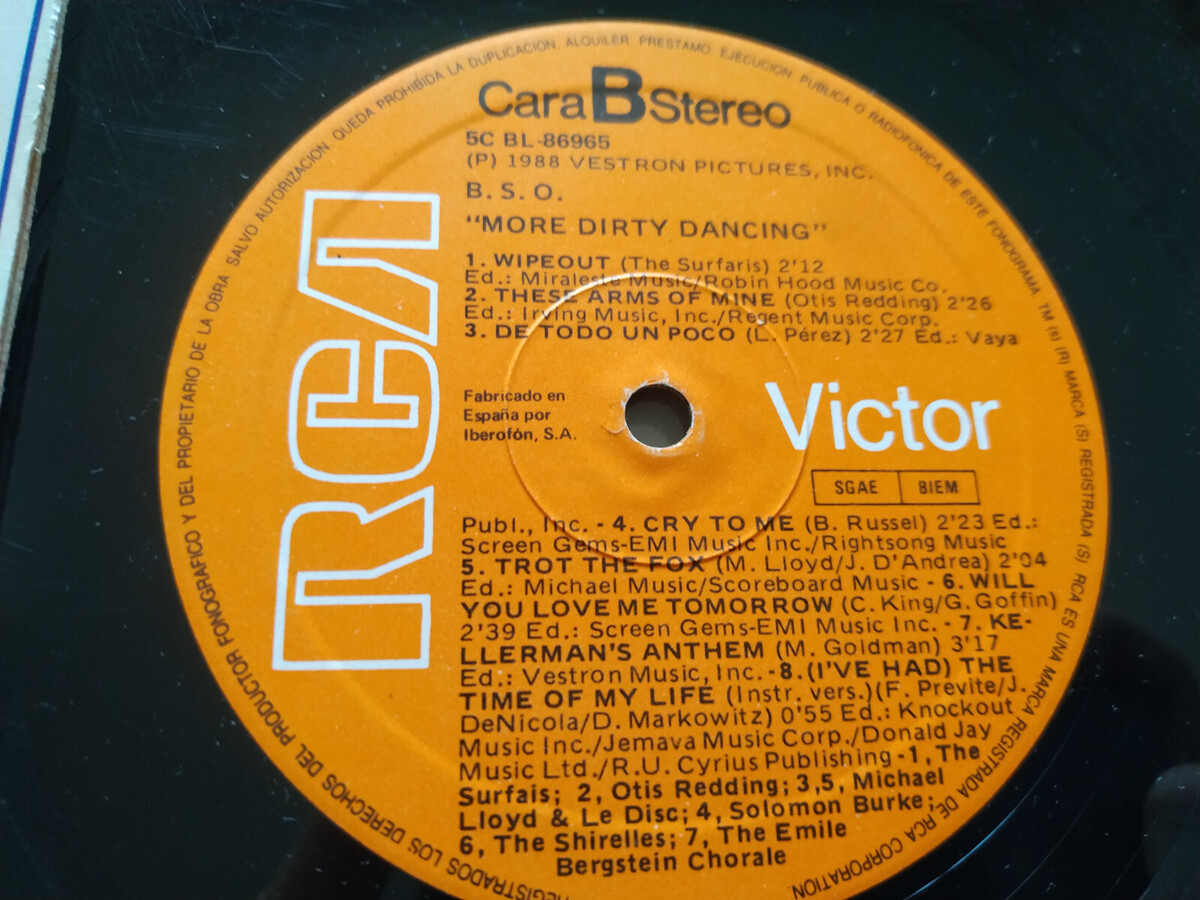 Cara B Stereo
5C BL-86965
(P) 1988 VESTRON PICTURES, INC.
B. S. O.
"MORE DIRTY DANCING"
1. WIPEOUT (The Surfaris) 2'12
Ed.: Miraleste Music/Robin Hood Music Co.
2. THESE ARMS OF MINE (Otis Redding) 2'26
Ed.: Irving Music, Inc./Regent Music Corp.
3. DE TODO UN POCO (L. Pérez) 2'27 Ed.: Vaya
RCA
Fabricado en
España por
Iberofón, S.A.
Victor
SGAE BIEM
Publ., Inc. - 4. CRY TO ME (B. Russel) 2'23 Ed.:
Screen Gems-EMI Music Inc./Rightsong Music
5. TROT THE FOX (M. Lloyd/J. D'Andrea) 2'04
Ed.: Michael Music/Scoreboard Music - 6. WILL
YOU LOVE ME TOMORROW (C. King/G. Goffin)
2'39 Ed.: Screen Gems-EMI Music Inc. - 7. KE-
LLERMAN'S ANTHEM (M. Goldman) 3'17
Ed.: Vestron Music, Inc. - 8. (I'VE HAD) THE
TIME OF MY LIFE (Instr. vers.)(F. Previte/J.
DeNicola/D. Markowitz) 0'55 Ed.: Knockout
Music Inc./Jemava Music Corp./Donald Jay
Music Ltd./R.U. Cyrius Publishing - 1, The
Surfais; 2, Otis Redding; 3,5, Michael
Lloyd & Le Disc; 4, Solomon Burke;
6, The Shirelles; 7, The Emile
Bergstein Chorale
REGISTRADOS LOS DERECHOS DEL PRODUCTOR FONOGRAFICO Y DEL PROPIETARIO DE LA OBRA. SALVO AUTORIZACION QUEDA PROHIBIDA LA DUPLICACION, ALQUILER, PRESTAMO, EJECUCION PUBLICA O RADIOFONICA DE ESTE FONOGRAMA TM (s) (R) MARCA (S) REGISTRADA (S) RCA ES UNA MARCA REGISTRADA DE RCA CORPORATION.